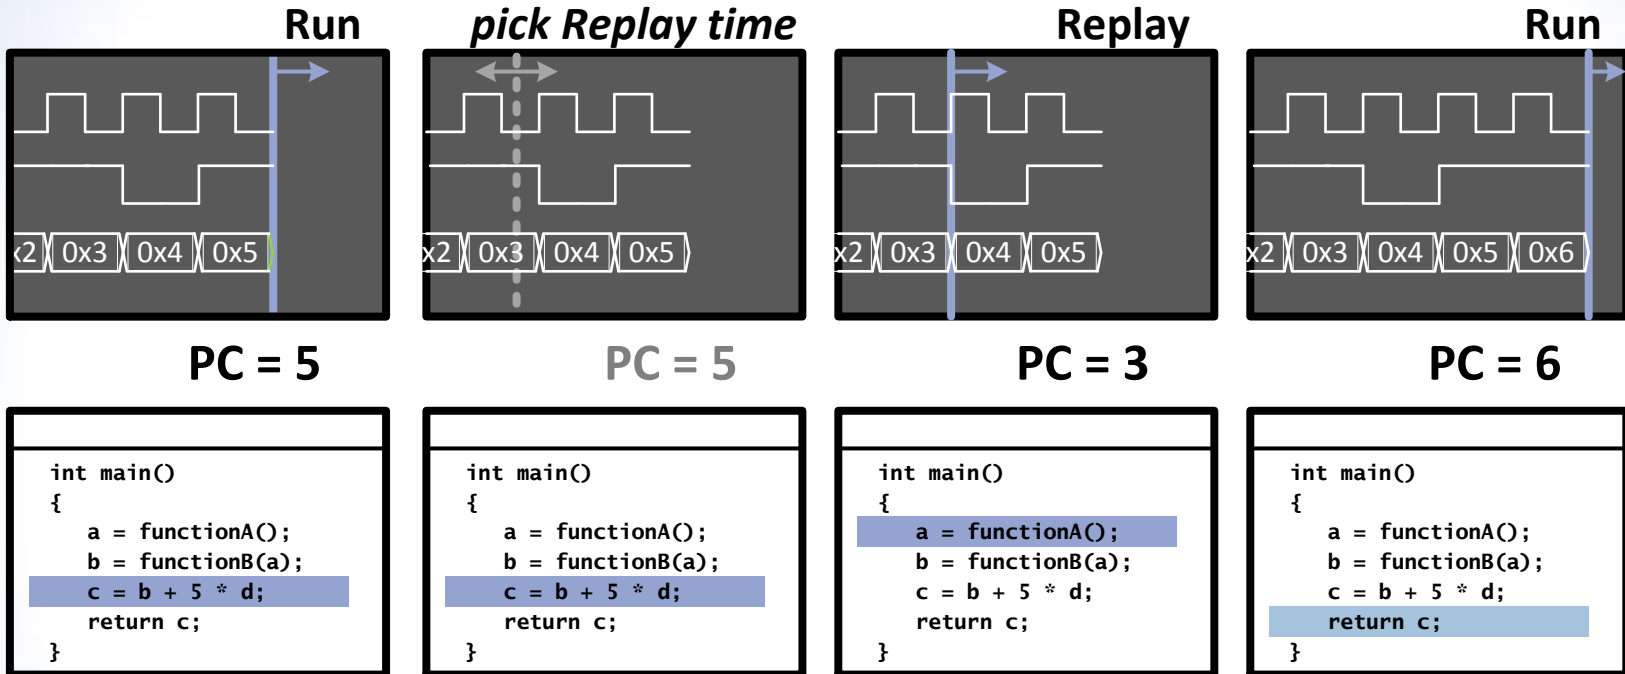 Run
x2 0x3 0x4 0x5
PC = 5
int main()
{
a = functionA();
b = functionB(a);
c = b + 5 * d;
return c;
}
pick Replay time
x2 0x3 0x4 0x5
PC = 5
int main()
{
a = functionA();
b = functionB(a);
c = b + 5 * d;
return c;
}
Replay
x2 0x3 0x4 0x5
PC = 3
int main()
{
a = functionA();
b = functionB(a);
c = b + 5 * d;
return c;
}
Run
x2 0x3 0x4 0x5 0x6
PC = 6
int main()
{
a = functionA();
b = functionB(a);
c = b + 5 * d;
return c;
}